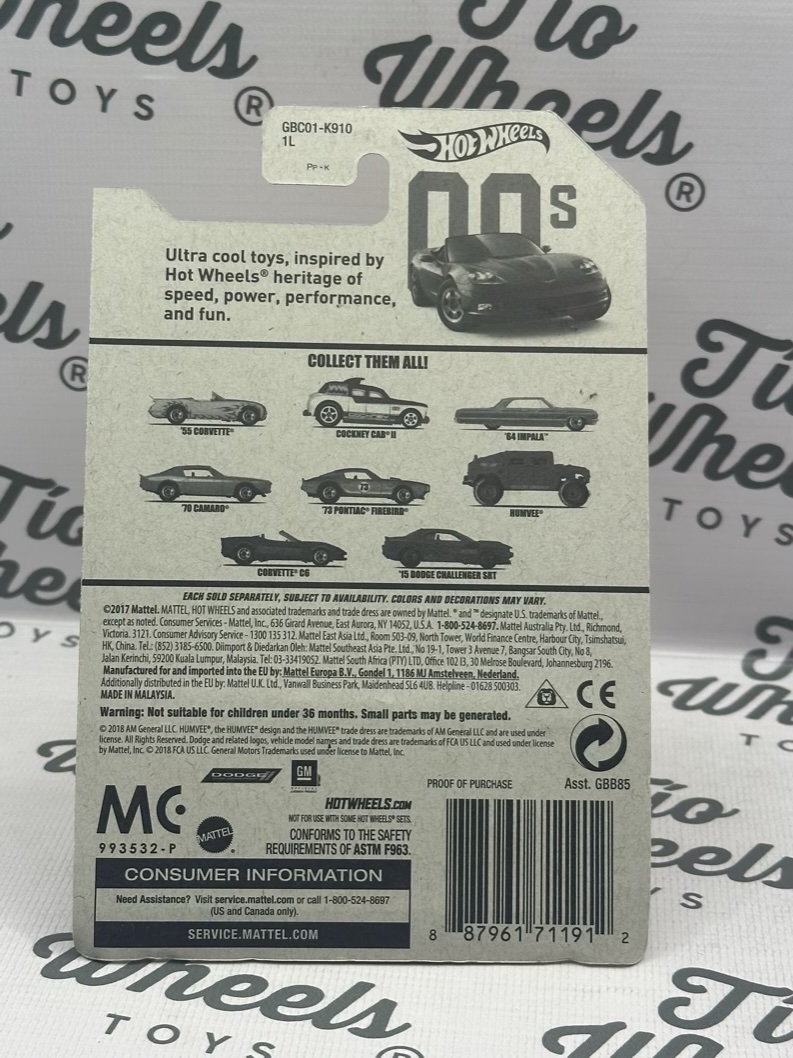 Wheels
TOYS ®
Tio
Wheels
®
GBC01-K910
1L
PP-K
HOT WHEELS
00s
Ultra cool toys, inspired by
Hot Wheels® heritage of
speed, power, performance,
and fun.
COLLECT THEM ALL!
'55 CORVETTE®
COCKNEY CAB® II
'64 IMPALA™
'70 CAMARO®
'73 PONTIAC® FIREBIRD®
HUMVEE®
CORVETTE® C6
'15 DODGE CHALLENGER SRT
EACH SOLD SEPARATELY, SUBJECT TO AVAILABILITY. COLORS AND DECORATIONS MAY VARY.
©2017 Mattel. MATTEL, HOT WHEELS and associated trademarks and trade dress are owned by Mattel. ® and ™ designate U.S. trademarks of Mattel,
except as noted. Consumer Services - Mattel, Inc., 636 Girard Avenue, East Aurora, NY 14052, U.S.A. 1-800-524-8697. Mattel Australia Pty. Ltd., Richmond,
Victoria. 3121. Consumer Advisory Service - 1300 135 312. Mattel East Asia Ltd., Room 503-09, North Tower, World Finance Centre, Harbour City, Tsimshatsui,
HK, China. Tel.: (852) 3185-6500. Diimport & Diedarkan Oleh: Mattel Southeast Asia Pte. Ltd., No 19-1, Tower 3 Avenue 7, Bangsar South City, No 8,
Jalan Kerinchi, 59200 Kuala Lumpur, Malaysia. Tel: 03-33419052. Mattel South Africa (PTY) LTD, Office 102 I3, 30 Melrose Boulevard, Johannesburg 2196.
Manufactured for and imported into the EU by: Mattel Europa B.V., Gondel 1, 1186 MJ Amstelveen, Nederland.
Additionally distributed in the EU by: Mattel U.K. Ltd., Vanwall Business Park, Maidenhead SL6 4UB. Helpline - 01628 500303.
MADE IN MALAYSIA.
CE
Warning: Not suitable for children under 36 months. Small parts may be generated.
© 2018 AM General LLC. HUMVEE®, the HUMVEE® design and the HUMVEE® trade dress are trademarks of AM General LLC and are used under
license. All Rights Reserved. Dodge and related logos, vehicle model names and trade dress are trademarks of FCA US LLC and used under license
by Mattel, Inc. © 2018 FCA US LLC. General Motors Trademarks used under license to Mattel, Inc.
DODGE
GM
PROOF OF PURCHASE
Asst. GBB85
MC
993532-P
MATTEL
HOTWHEELS.COM
NOT FOR USE WITH SOME HOT WHEELS® SETS.
CONFORMS TO THE SAFETY
REQUIREMENTS OF ASTM F963.
CONSUMER INFORMATION
Need Assistance? Visit service.mattel.com or call 1-800-524-8697
(US and Canada only).
SERVICE.MATTEL.COM
8 87961 71191 2
Wheels
TOYS